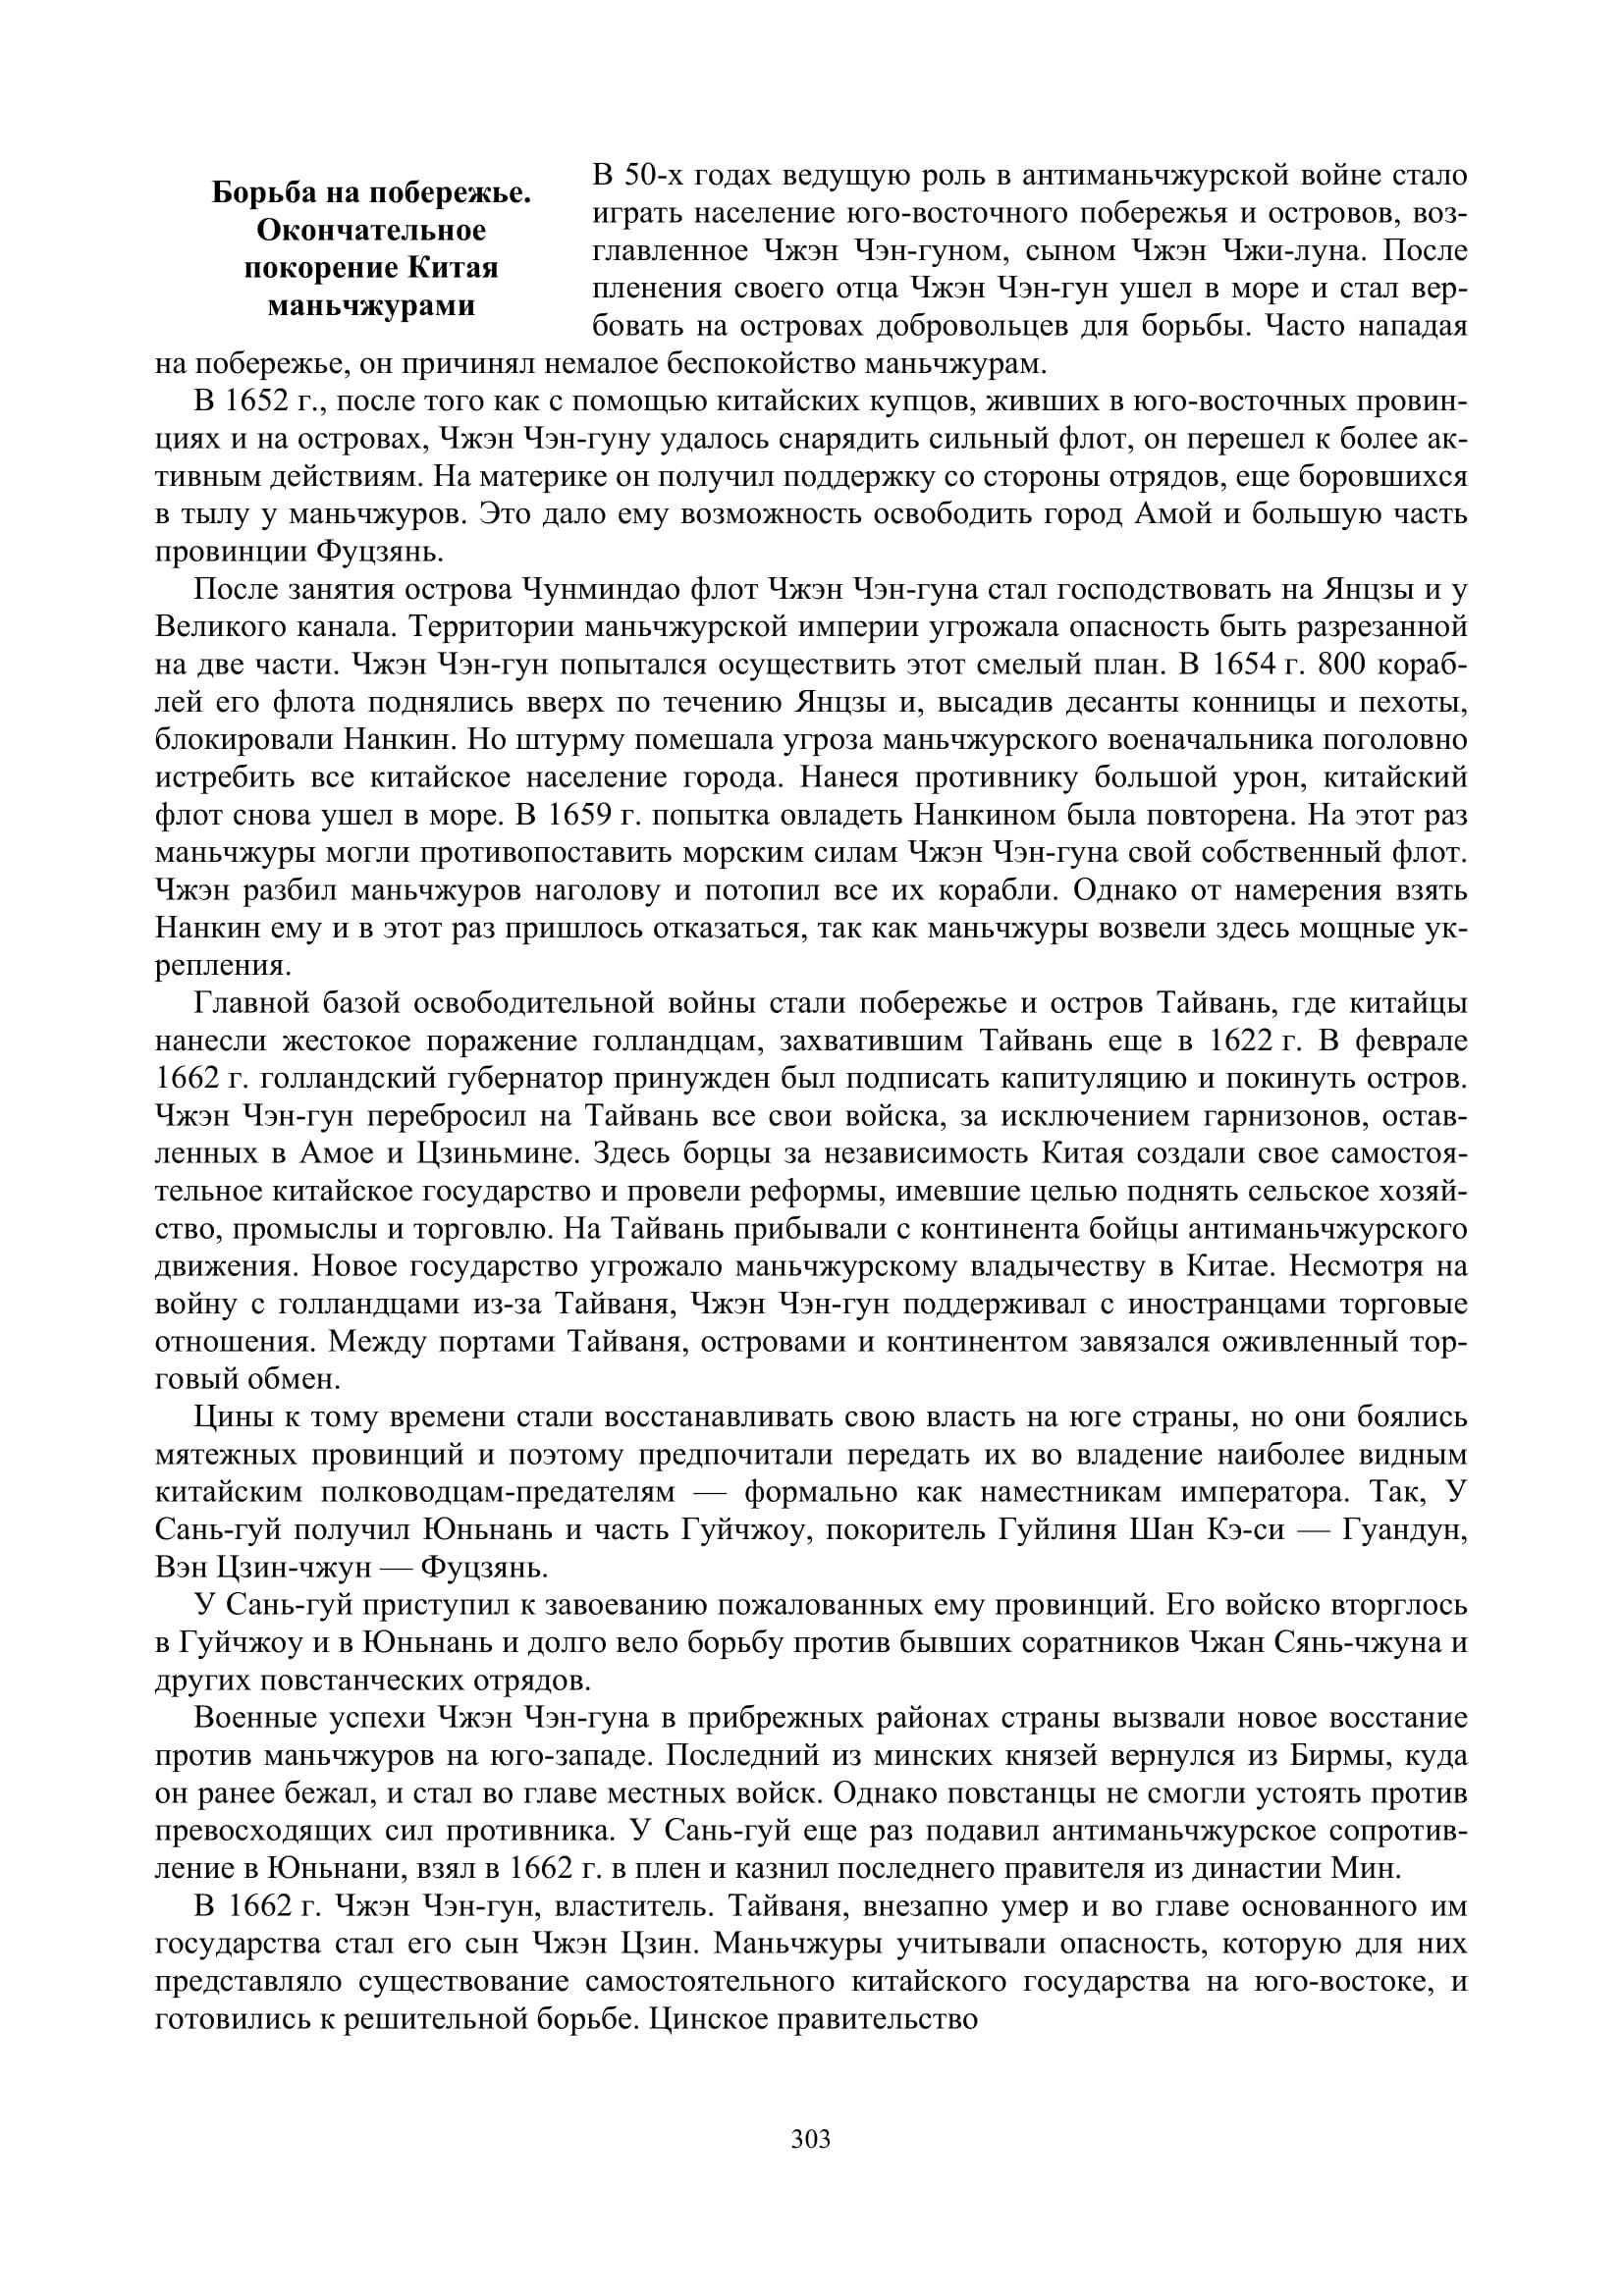 Борьба на побережье.
Окончательное
покорение Китая
маньчжурами
В 50-х годах ведущую роль в антиманьчжурской войне стало
играть население юго-восточного побережья и островов, воз-
главленное Чжэн Чэн-гуном, сыном Чжэн Чжи-луна. После
пленения своего отца Чжэн Чэн-гун ушел в море и стал вер-
бовать на островах добровольцев для борьбы. Часто нападая
на побережье, он причинял немалое беспокойство маньчжурам.
В 1652 г., после того как с помощью китайских купцов, живших в юго-восточных провин-
циях и на островах, Чжэн Чэн-гуну удалось снарядить сильный флот, он перешел к более ак-
тивным действиям. На материке он получил поддержку со стороны отрядов, еще боровшихся
в тылу у маньчжуров. Это дало ему возможность освободить город Амой и большую часть
провинции Фуцзянь.
После занятия острова Чунминдао флот Чжэн Чэн-гуна стал господствовать на Янцзы и у
Великого канала. Территории маньчжурской империи угрожала опасность быть разрезанной
на две части. Чжэн Чэн-гун попытался осуществить этот смелый план. В 1654 г. 800 кораб-
лей его флота поднялись вверх по течению Янцзы и, высадив десанты конницы и пехоты,
блокировали Нанкин. Но штурму помешала угроза маньчжурского военачальника поголовно
истребить все китайское население города. Нанеся противнику большой урон, китайский
флот снова ушел в море. В 1659 г. попытка овладеть Нанкином была повторена. На этот раз
маньчжуры могли противопоставить морским силам Чжэн Чэн-гуна свой собственный флот.
Чжэн разбил маньчжуров наголову и потопил все их корабли. Однако от намерения взять
Нанкин ему и в этот раз пришлось отказаться, так как маньчжуры возвели здесь мощные ук-
репления.
Главной базой освободительной войны стали побережье и остров Тайвань, где китайцы
нанесли жестокое поражение голландцам, захватившим Тайвань еще в 1622 г. В феврале
1662 г. голландский губернатор принужден был подписать капитуляцию и покинуть остров.
Чжэн Чэн-гун перебросил на Тайвань все свои войска, за исключением гарнизонов, остав-
ленных в Амое и Цзиньмине. Здесь борцы за независимость Китая создали свое самостоя-
тельное китайское государство и провели реформы, имевшие целью поднять сельское хозяй-
ство, промыслы и торговлю. На Тайвань прибывали с континента бойцы антиманьчжурского
движения. Новое государство угрожало маньчжурскому владычеству в Китае. Несмотря на
войну с голландцами из-за Тайваня, Чжэн Чэн-гун поддерживал с иностранцами торговые
отношения. Между портами Тайваня, островами и континентом завязался оживленный тор-
говый обмен.
Цины к тому времени стали восстанавливать свою власть на юге страны, но они боялись
мятежных провинций и поэтому предпочитали передать их во владение наиболее видным
китайским полководцам-предателям — формально как наместникам императора. Так, У
Сань-гуй получил Юньнань и часть Гуйчжоу, покоритель Гуйлиня Шан Кэ-си — Гуандун,
Вэн Цзин-чжун — Фуцзянь.
У Сань-гуй приступил к завоеванию пожалованных ему провинций. Его войско вторглось
в Гуйчжоу и в Юньнань и долго вело борьбу против бывших соратников Чжан Сянь-чжуна и
других повстанческих отрядов.
Военные успехи Чжэн Чэн-гуна в прибрежных районах страны вызвали новое восстание
против маньчжуров на юго-западе. Последний из минских князей вернулся из Бирмы, куда
он ранее бежал, и стал во главе местных войск. Однако повстанцы не смогли устоять против
превосходящих сил противника. У Сань-гуй еще раз подавил антиманьчжурское сопротив-
ление в Юньнани, взял в 1662 г. в плен и казнил последнего правителя из династии Мин.
В 1662 г. Чжэн Чэн-гун, властитель. Тайваня, внезапно умер и во главе основанного им
государства стал его сын Чжэн Цзин. Маньчжуры учитывали опасность, которую для них
представляло существование самостоятельного китайского государства на юго-востоке, и
готовились к решительной борьбе. Цинское правительство
303